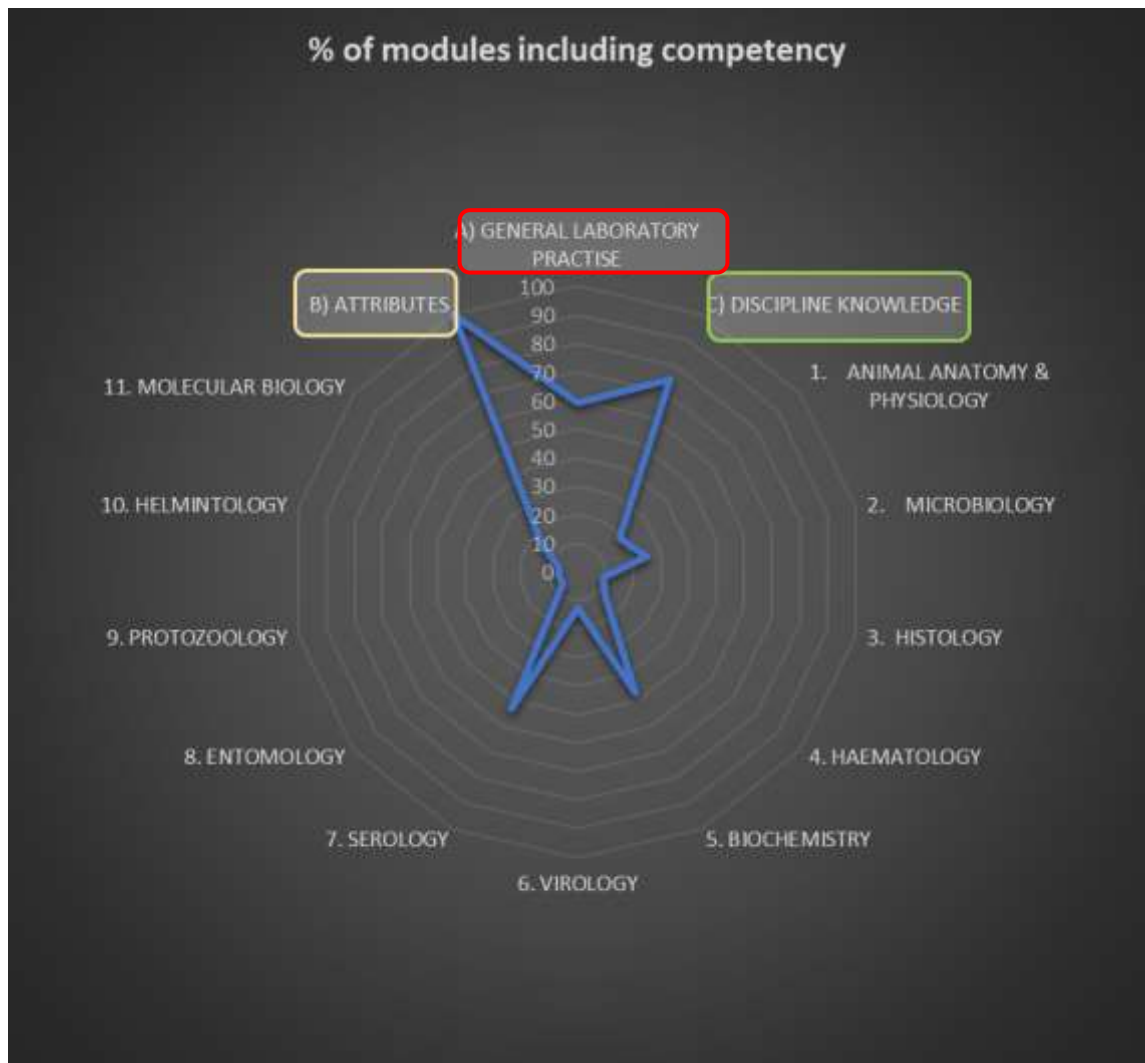 % of modules including competency
A) GENERAL LABORATORY
PRACTISE
B) ATTRIBUTES
C) DISCIPLINE KNOWLEDGE
1. ANIMAL ANATOMY &
PHYSIOLOGY
2. MICROBIOLOGY
3. HISTOLOGY
4. HAEMATOLOGY
5. BIOCHEMISTRY
6. VIROLOGY
7. SEROLOGY
8. ENTOMOLOGY
9. PROTOZOOLOGY
10. HELMINTOLOGY
11. MOLECULAR BIOLOGY
100
90
80
70
60
50
40
30
20
10
0